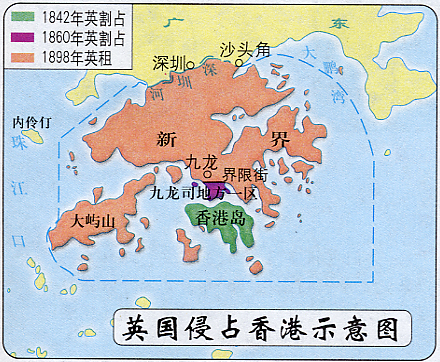 1842年英割占
1860年英割占
1898年英租
广东
沙头角
深圳
深圳河
大鹏湾
内伶仃
珠江口
新界
九龙
界限街
九龙司地方一区
大屿山
香港岛
英国侵占香港示意图